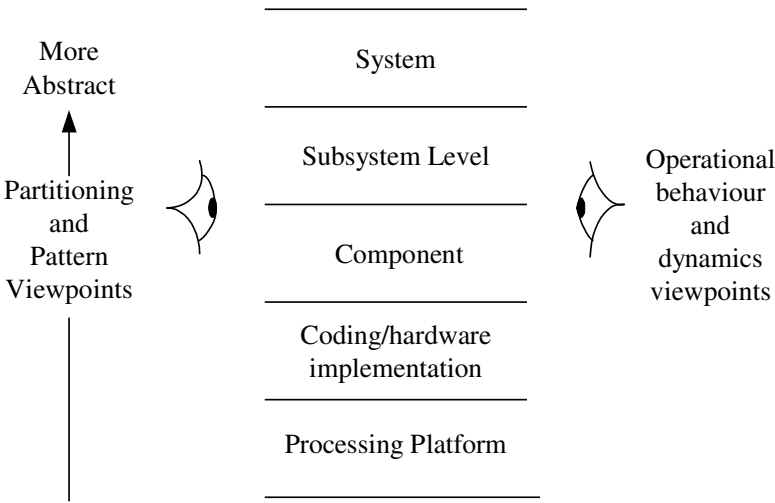 More
Abstract
Partitioning
and
Pattern
Viewpoints
System
Subsystem Level
Component
Coding/hardware
implementation
Processing Platform
Operational
behaviour
and
dynamics
viewpoints